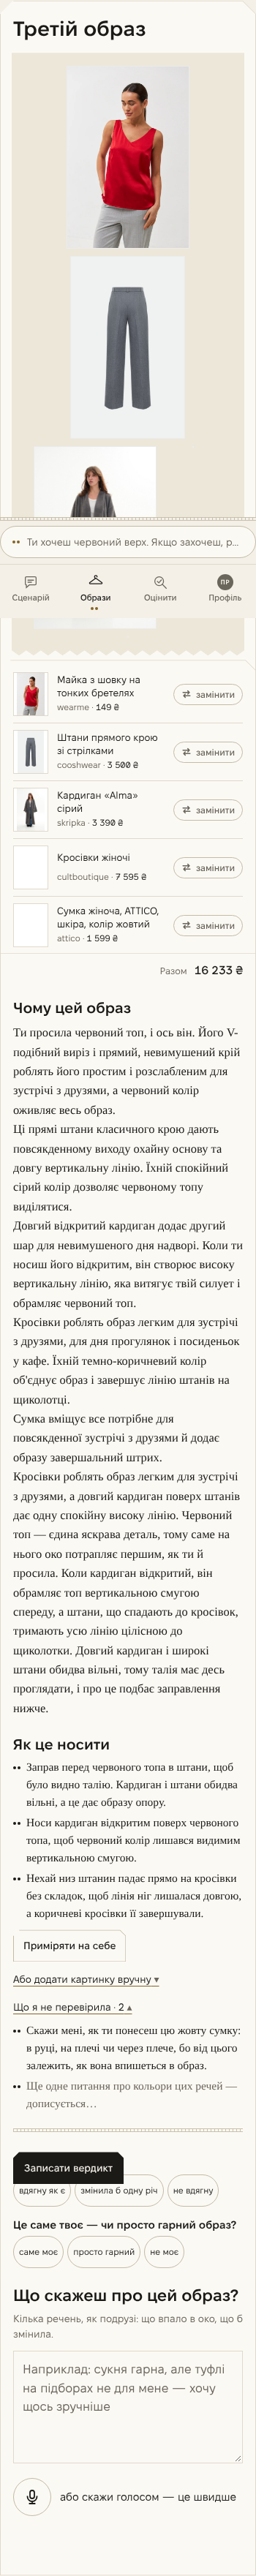 Третій образ
Ти хочеш червоний верх. Якщо захочеш, р...
Сценарій
Образи
Оцінити
ПР
Профіль
Майка з шовку на
тонких бретелях
wearme · 149 ₴
замінити
Штани прямого крою
зі стрілками
cooshwear · 3 500 ₴
замінити
Кардиган «Alma»
сірий
skripka · 3 390 ₴
замінити
Кросівки жіночі
cultboutique · 7 595 ₴
замінити
Сумка жіноча, ATTICO,
шкіра, колір жовтий
attico · 1 599 ₴
замінити
Разом 16 233 ₴
Чому цей образ
Ти просила червоний топ, і ось він. Його V-
подібний виріз і прямий, невимушений крій
роблять його простим і розслабленим для
зустрічі з друзями, а червоний колір
оживляє весь образ.
Ці прямі штани класичного крою дають
повсякденному виходу охайну основу та
довгу вертикальну лінію. Їхній спокійний
сірий колір дозволяє червоному топу
виділятися.
Довгий відкритий кардиган додає другий
шар для невимушеного дня надворі. Коли ти
носиш його відкритим, він створює високу
вертикальну лінію, яка витягує твій силует і
обрамляє червоний топ.
Кросівки роблять образ легким для зустрічі
з друзями, для дня прогулянок і посиденьок
у кафе. Їхній темно-коричневий колір
об'єднує образ і завершує лінію штанів на
щиколотці.
Сумка вміщує все потрібне для
повсякденної зустрічі з друзями й додає
образу завершальний штрих.
Кросівки роблять образ легким для зустрічі
з друзями, а довгий кардиган поверх штанів
дає одну спокійну високу лінію. Червоний
топ — єдина яскрава деталь, тому саме на
нього око потрапляє першим, як ти й
просила. Коли кардиган відкритий, він
обрамляє топ вертикальною смугою
спереду, а штани, що спадають до кросівок,
тримають усю лінію цілісною до
щиколотки. Довгий кардиган і широкі
штани обидва вільні, тому талія має десь
проглядати, і про це подбає заправлення
нижче.
Як це носити
Заправ перед червоного топа в штани, щоб
було видно талію. Кардиган і штани обидва
вільні, а це дає образу опору.
Носи кардиган відкритим поверх червоного
топа, щоб червоний колір лишався видимим
вертикальною смугою.
Нехай низ штанин падає прямо на кросівки
без складок, щоб лінія ніг лишалася довгою,
а коричневі кросівки її завершували.
Приміряти на себе
Або додати картинку вручну ▾
Що я не перевірила · 2 ▴
Скажи мені, як ти понесеш цю жовту сумку:
в руці, на плечі чи через плече, бо від цього
залежить, як вона впишеться в образ.
Ще одне питання про кольори цих речей —
дописується…
Записати вердикт
вдягну як є
змінила б одну річ
не вдягну
Це саме твоє — чи просто гарний образ?
саме моє
просто гарний
не моє
Що скажеш про цей образ?
Кілька речень, як подрузі: що впало в око, що б
змінила.
Наприклад: сукня гарна, але туфлі
на підборах не для мене — хочу
щось зручніше
або скажи голосом — це швидше